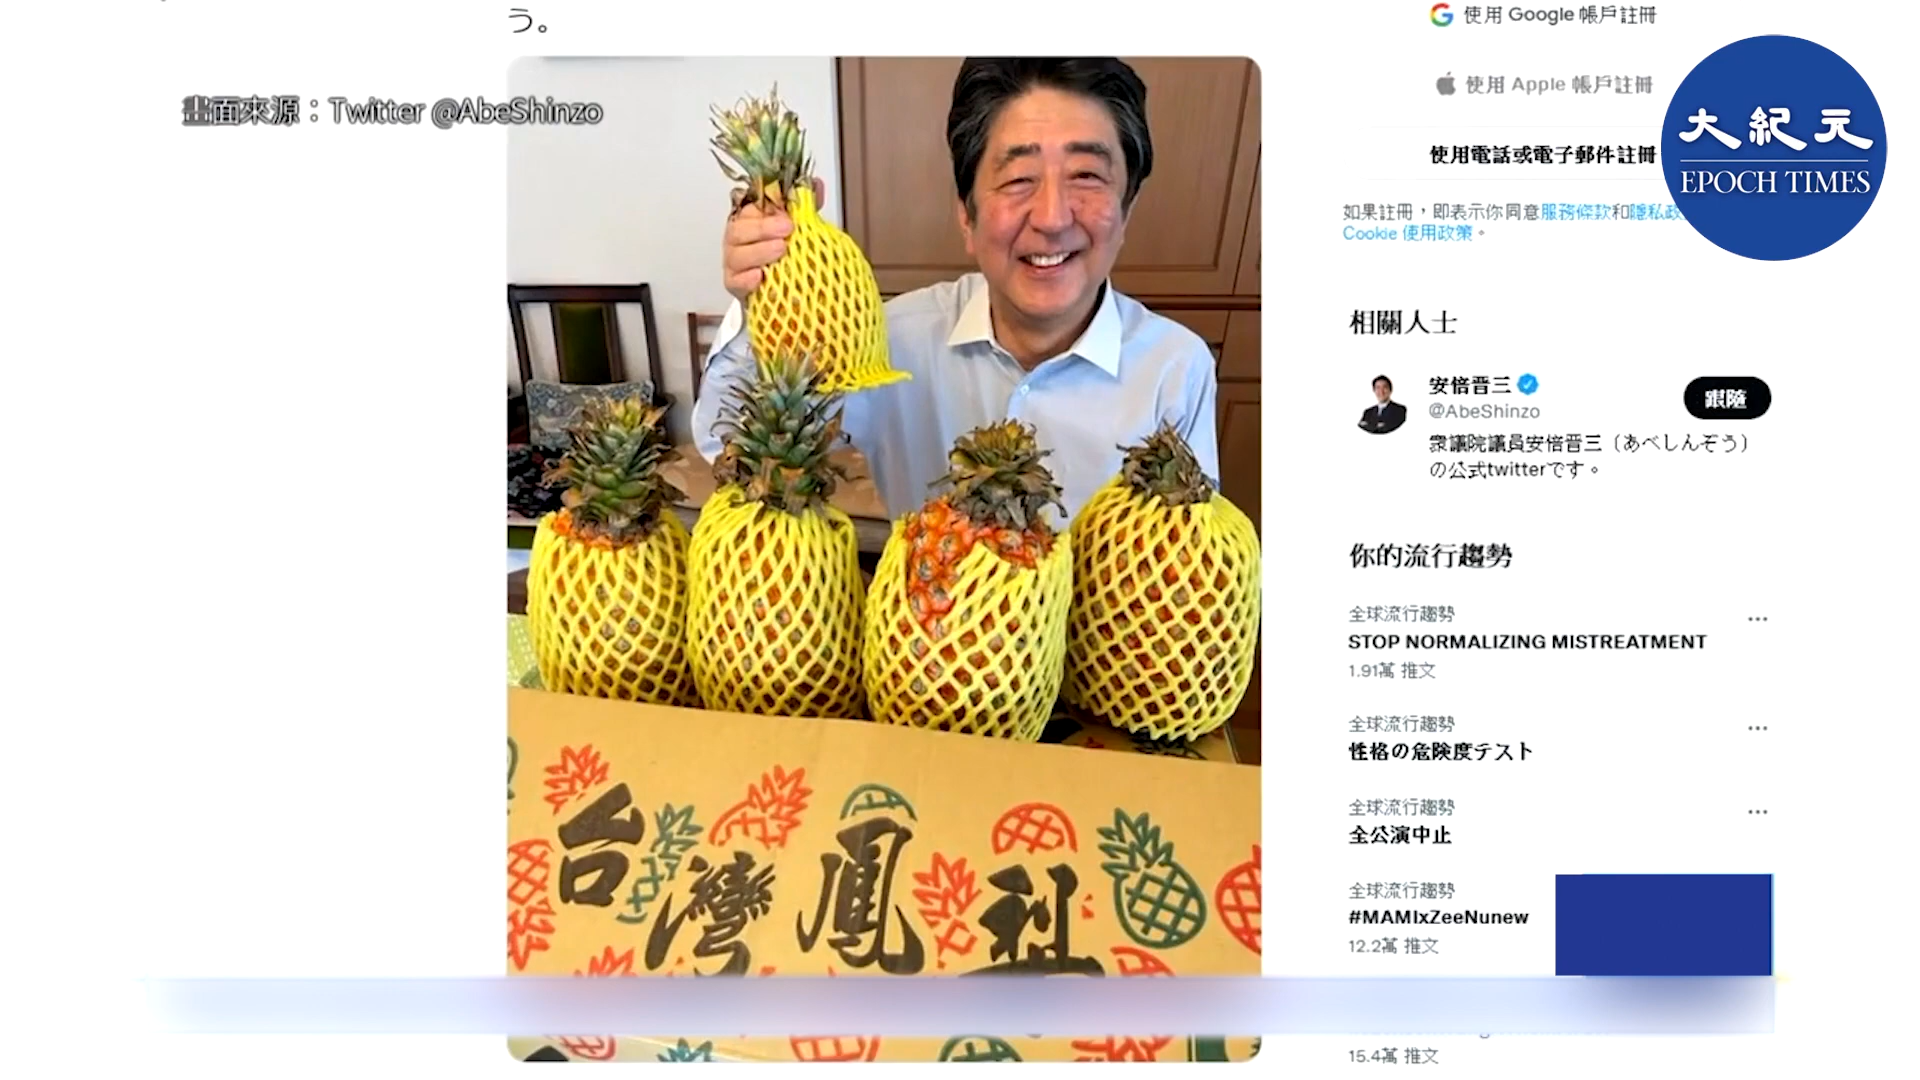 う。
畫面來源：Twitter @AbeShinzo
使用 Google 帳戶註冊
使用 Apple 帳戶註冊
使用電話或電子郵件註冊
如果註冊，即表示你同意服務條款和隱私政
Cookie 使用政策。
大紀元
EPOCH TIMES
相關人士
安倍晋三
@AbeShinzo
跟隨
衆議院議員安倍晋三（あべしんぞう）
の公式twitterです。
你的流行趨勢
全球流行趨勢
STOP NORMALIZING MISTREATMENT
1.91萬 推文
全球流行趨勢
性格の危険度テスト
全球流行趨勢
全公演中止
全球流行趨勢
#MAMIxZeeNunew
12.2萬 推文
15.4萬 推文
台灣鳳梨